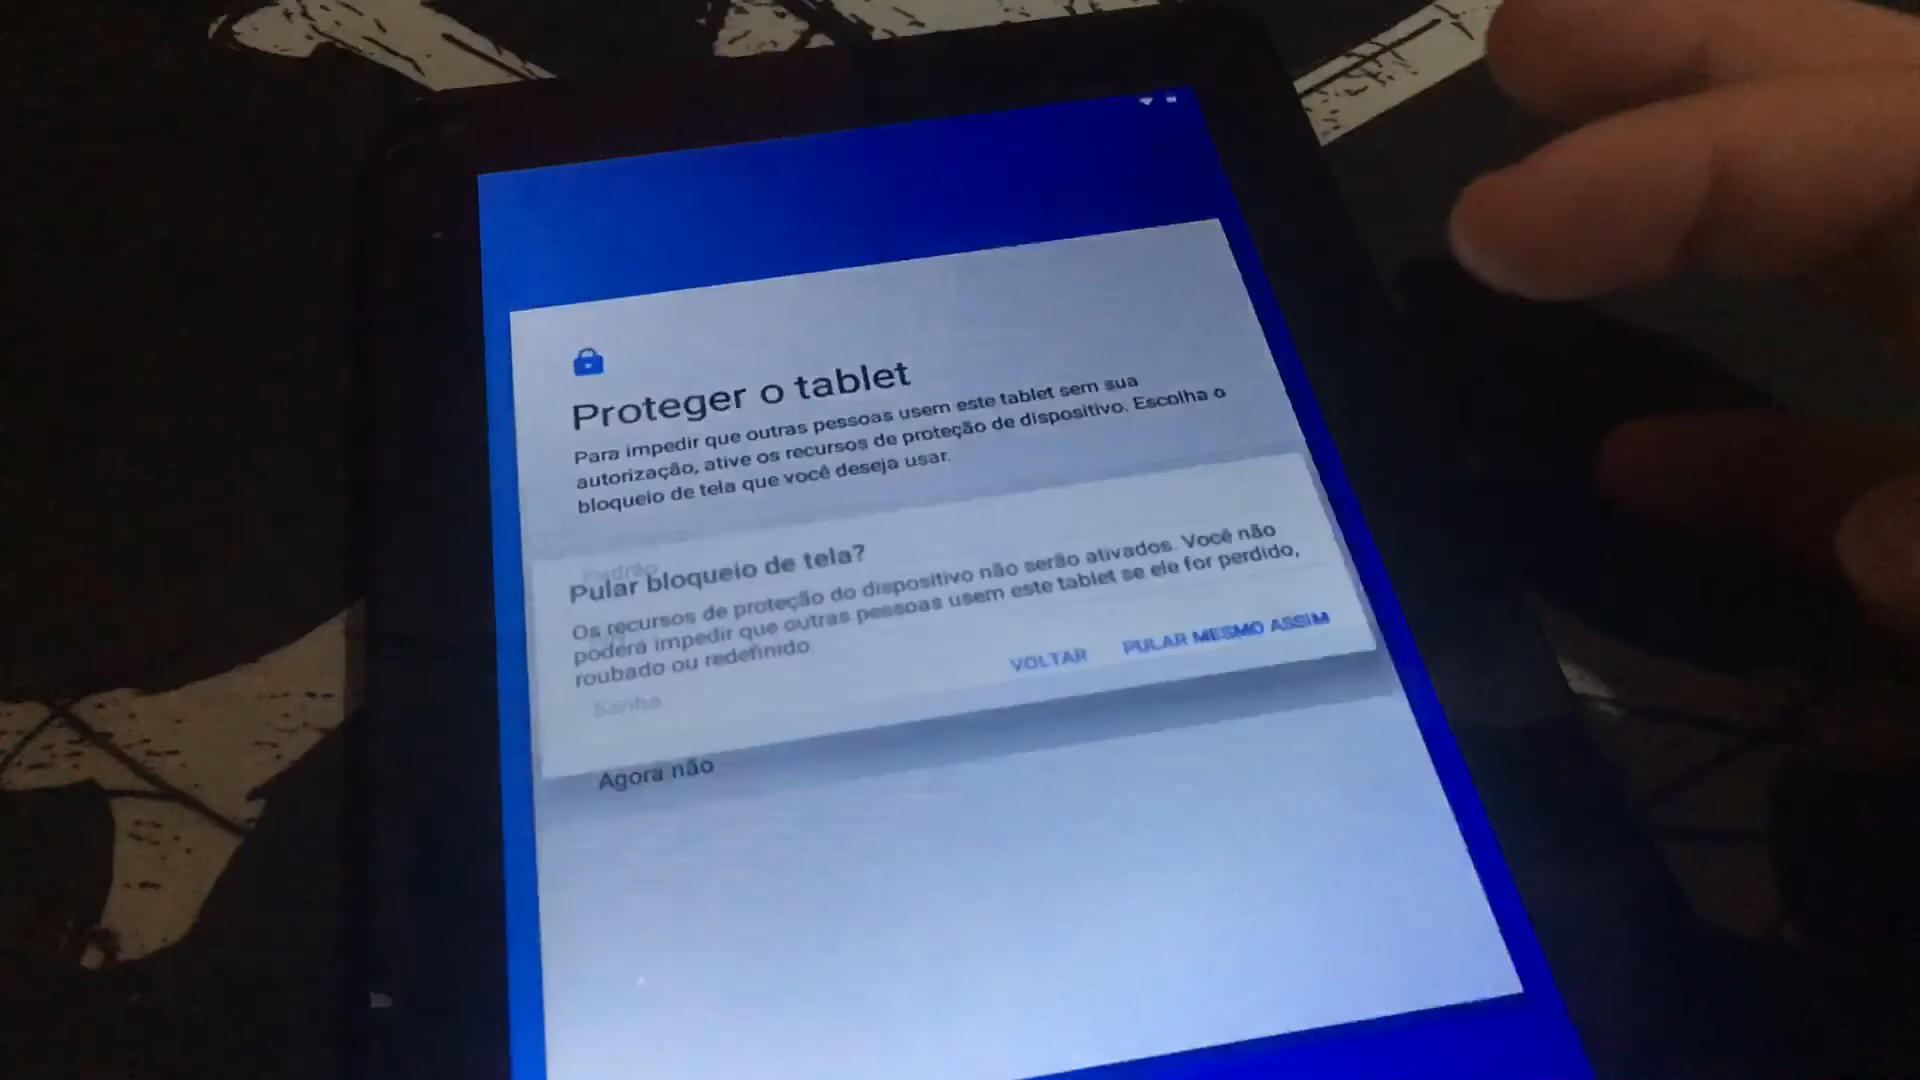 Proteger o tablet
Para impedir que outras pessoas usem este tablet sem sua
autorização, ative os recursos de proteção de dispositivo. Escolha o
bloqueio de tela que você deseja usar.
Padrão
Pular bloqueio de tela?
Os recursos de proteção do dispositivo não serão ativados. Você não
poderá impedir que outras pessoas usem este tablet se ele for perdido,
roubado ou redefinido.
VOLTAR PULAR MESMO ASSIM
Senha
Agora não